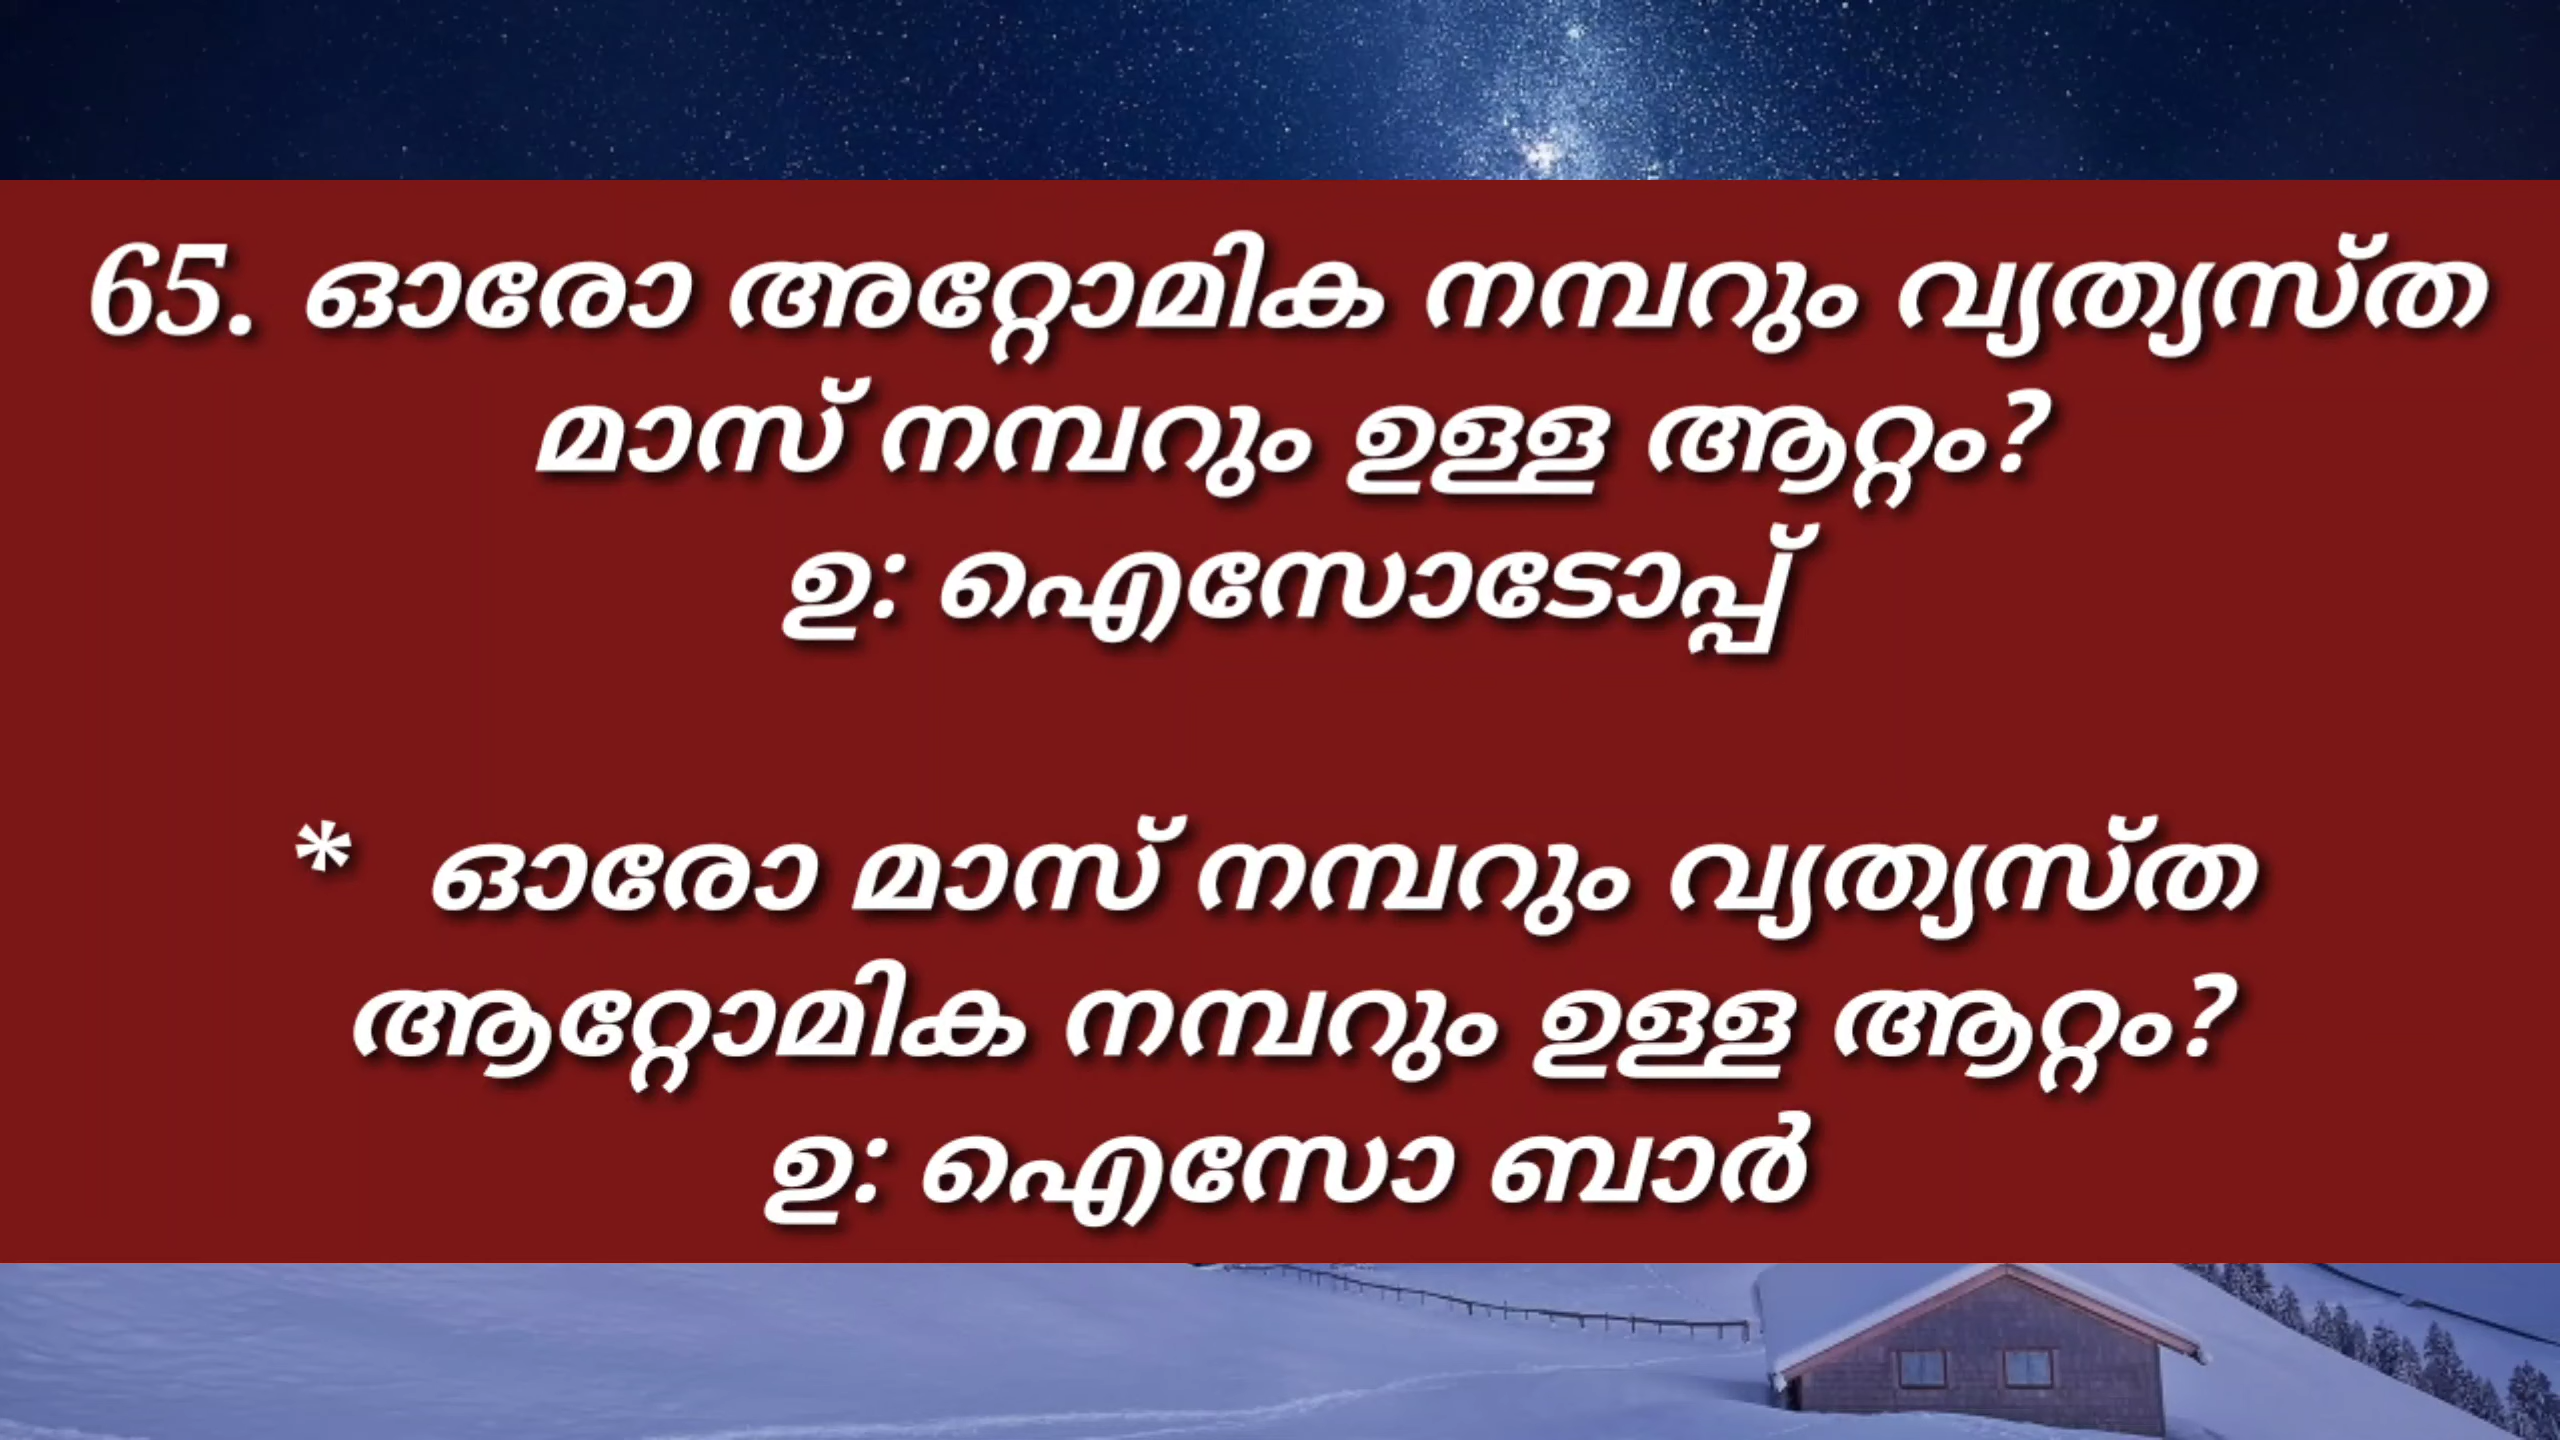 65. ഓരോ അറ്റോമിക നമ്പറും വ്യത്യസ്ത
മാസ് നമ്പറും ഉള്ള ആറ്റം?
ഉ: ഐസോടോപ്പ്
* ഓരോ മാസ് നമ്പറും വ്യത്യസ്ത
ആറ്റോമിക നമ്പറും ഉള്ള ആറ്റം?
ഉ: ഐസോ ബാർ